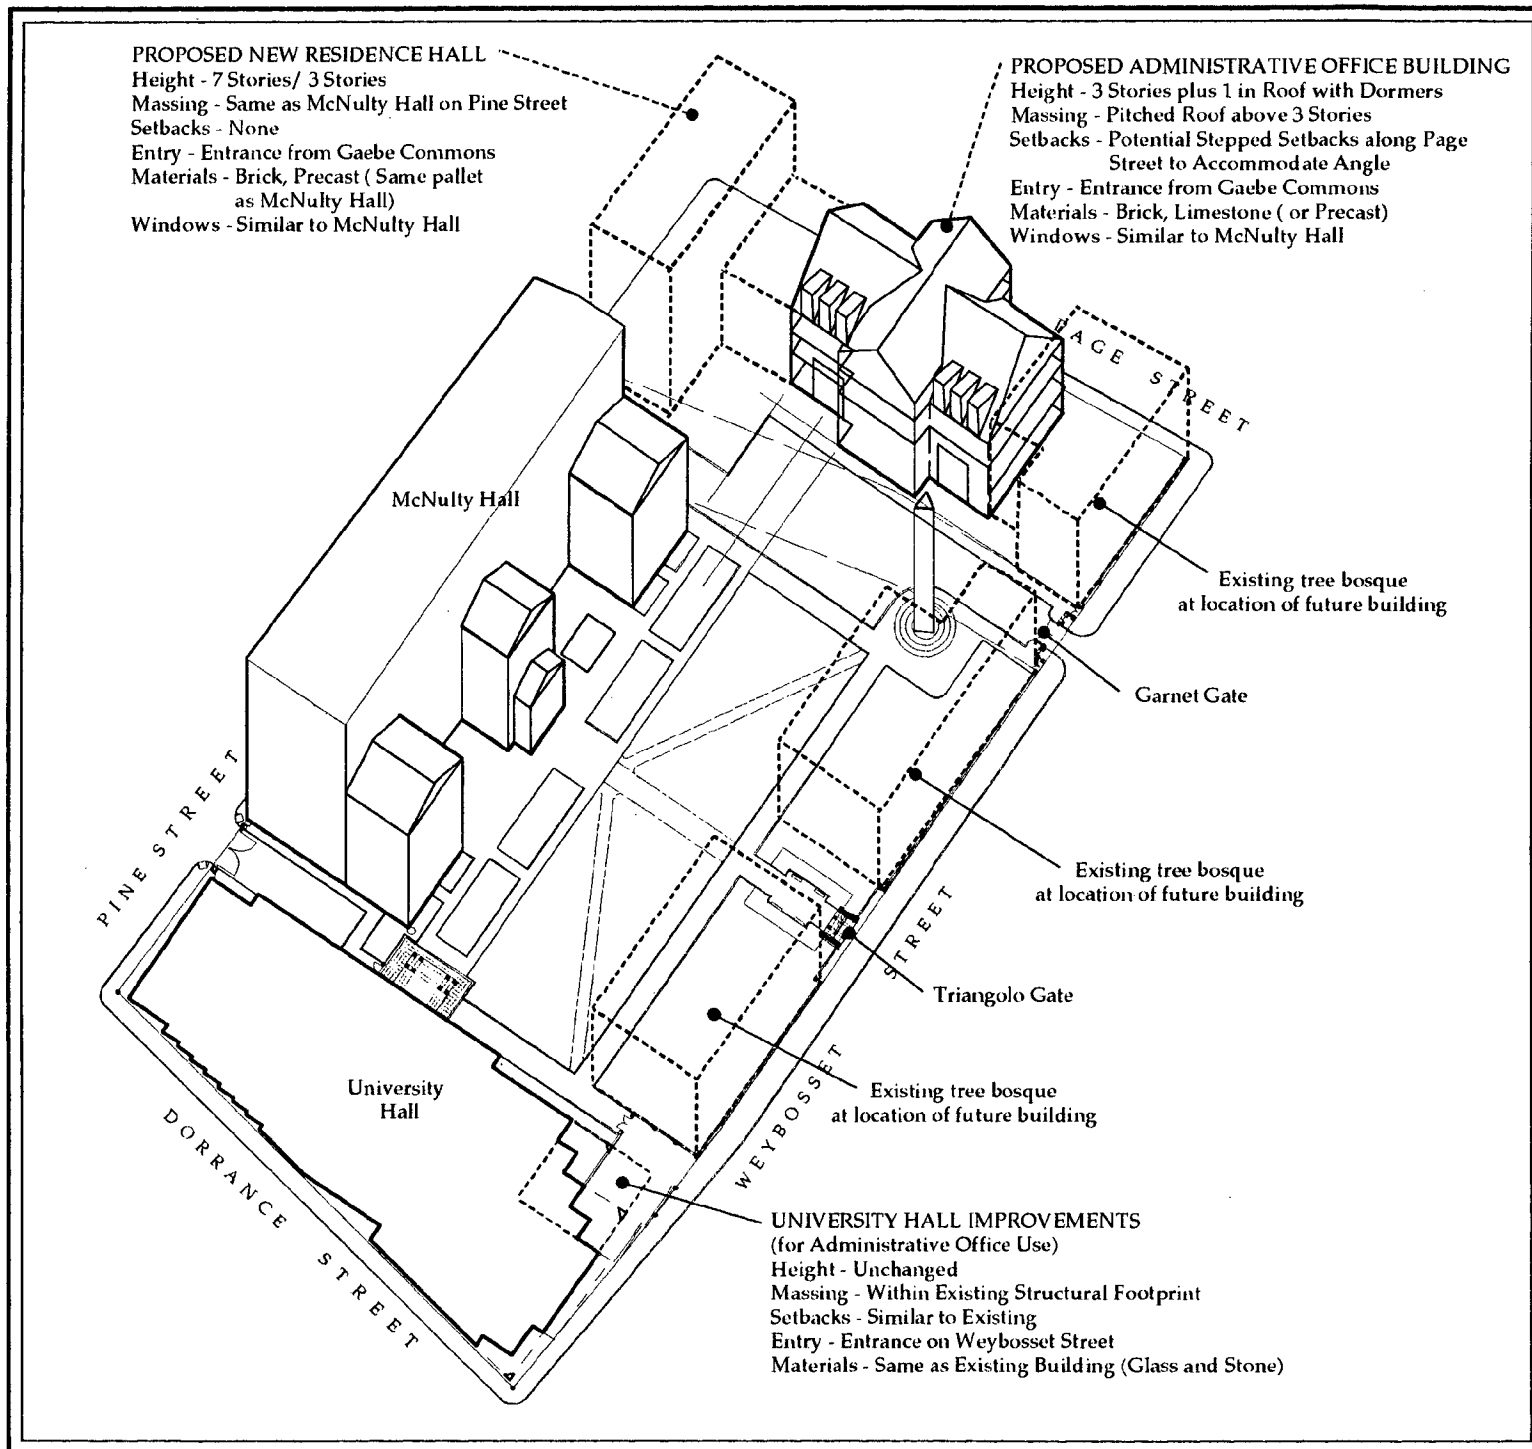 PROPOSED NEW RESIDENCE HALL
Height - 7 Stories/ 3 Stories
Massing - Same as McNulty Hall on Pine Street
Setbacks - None
Entry - Entrance from Gaebe Commons
Materials - Brick, Precast ( Same pallet
as McNulty Hall)
Windows - Similar to McNulty Hall
PROPOSED ADMINISTRATIVE OFFICE BUILDING
Height - 3 Stories plus 1 in Roof with Dormers
Massing - Pitched Roof above 3 Stories
Setbacks - Potential Stepped Setbacks along Page
Street to Accommodate Angle
Entry - Entrance from Gaebe Commons
Materials - Brick, Limestone ( or Precast)
Windows - Similar to McNulty Hall
PAGE STREET
McNulty Hall
Existing tree bosque
at location of future building
Garnet Gate
PINE STREET
Existing tree bosque
at location of future building
Triangolo Gate
WEYBOSSET STREET
University
Hall
Existing tree bosque
at location of future building
DORRANCE STREET
UNIVERSITY HALL IMPROVEMENTS
(for Administrative Office Use)
Height - Unchanged
Massing - Within Existing Structural Footprint
Setbacks - Similar to Existing
Entry - Entrance on Weybosset Street
Materials - Same as Existing Building (Glass and Stone)